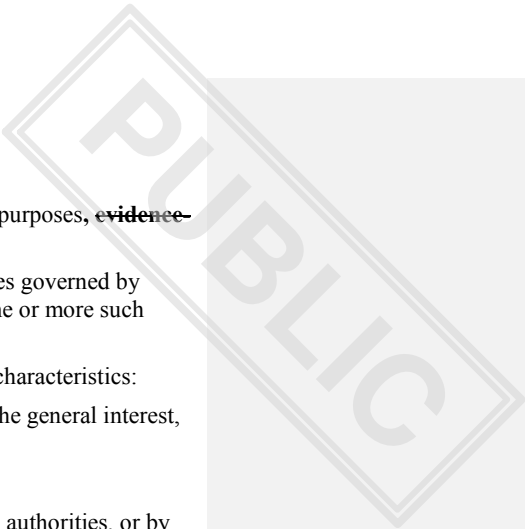 purposes, evidence-
es governed by
ne or more such
characteristics:
he general interest,
authorities, or by
PUBLIC